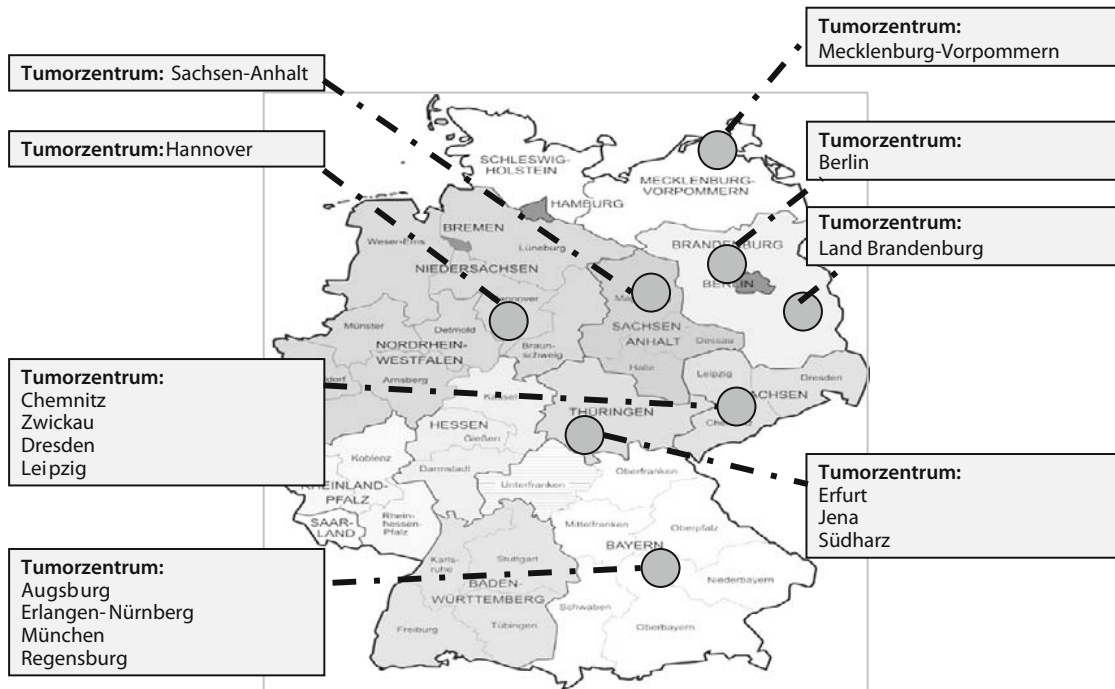 Tumorzentrum:
Mecklenburg-Vorpommern
Tumorzentrum: Sachsen-Anhalt
Tumorzentrum:Hannover
Tumorzentrum:
Berlin
Tumorzentrum:
Land Brandenburg
Tumorzentrum:
Chemnitz
Zwickau
Dresden
Leipzig
Tumorzentrum:
Erfurt
Jena
Südharz
Tumorzentrum:
Augsburg
Erlangen-Nürnberg
München
Regensburg
SCHLESWIG-
HOLSTEIN
MECKLENBURG-
VORPOMMERN
HAMBURG
BREMEN
Weser-Ems
Lüneburg
NIEDERSACHSEN
BRANDENBURG
BERLIN
Münster
Detmold
Braun-
schweig
NORDRHEIN-
WESTFALEN
Arnsberg
SACHSEN
ANHALT
Dessau
Halle
Leipzig
Dresden
Kassel
THÜRINGEN
HESSEN
Gießen
Koblenz
Darmstadt
RHEINLAND-
PFALZ
Rhein-
hessen-
Pfalz
SAAR-
LAND
Unterfranken
Oberfranken
Mittelfranken
Oberpfalz
BAYERN
Karls-
ruhe
Stuttgart
BADEN-
WÜRTTEMBERG
Niederbayern
Schwaben
Freiburg
Tübingen
Oberbayern